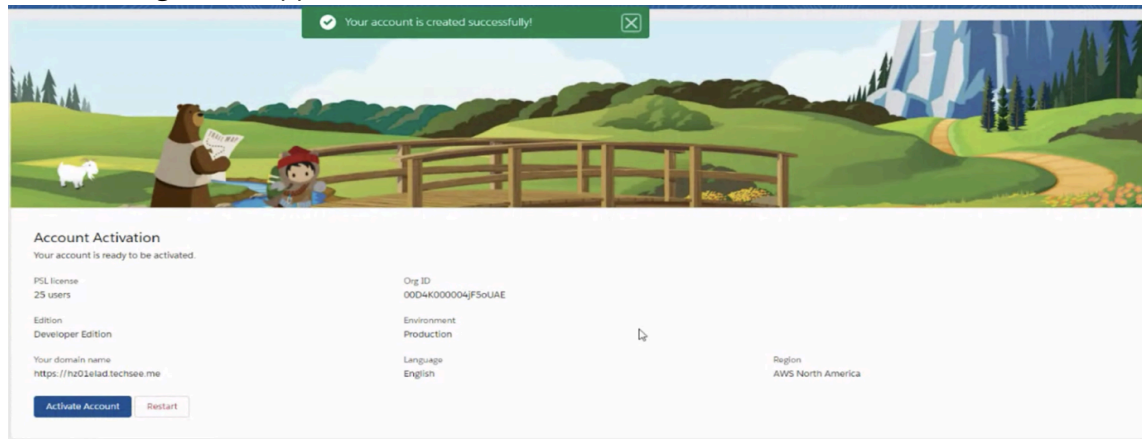 Your account is created successfully!
TRAIL MAP
Account Activation
Your account is ready to be activated.
PSL license
Org ID
25 users
00D4K000004jF5oUAE
Edition
Environment
Developer Edition
Production
Your domain name
Language
Region
https://hz01elad.techsee.me
English
AWS North America
Activate Account
Restart